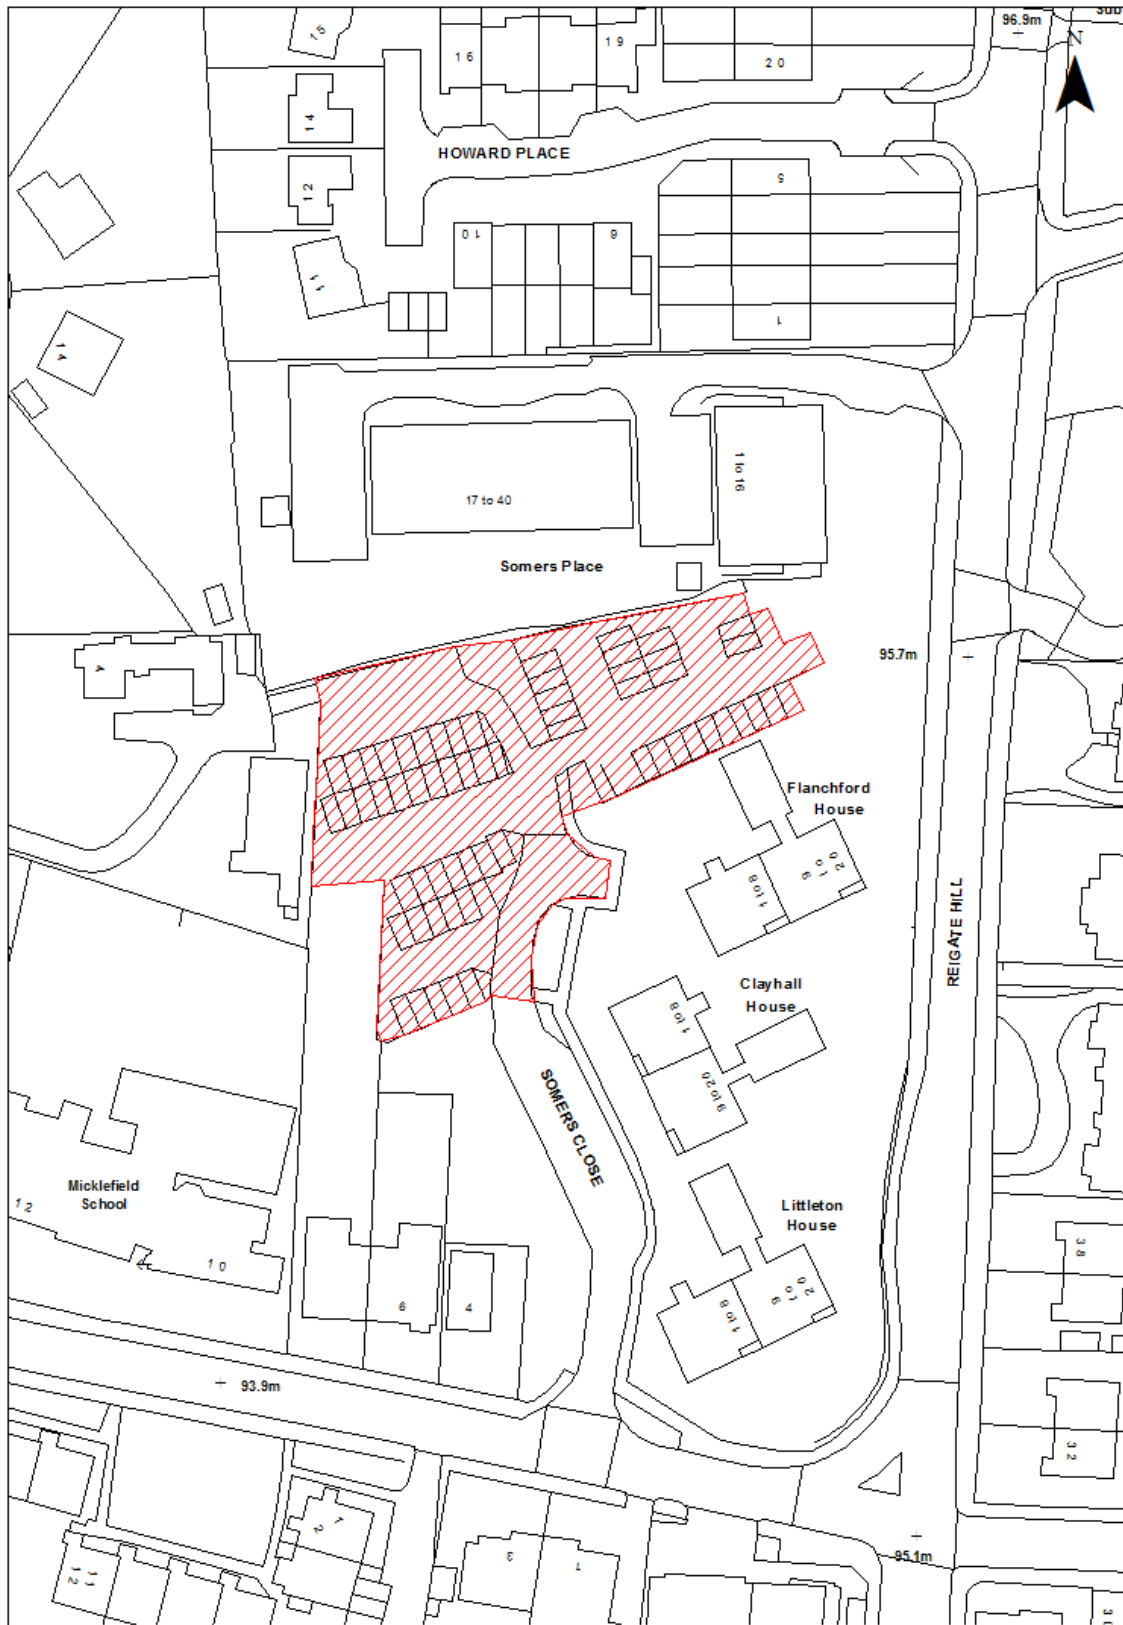 Sub
96.9m
N
15
16
19
20
14
HOWARD PLACE
12
5
10
6
11
1
14
11 to 16
17 to 40
Somers Place
95.7m
4
Flanchford
House
9 to 20
1 to 8
REIGATE HILL
Clayhall
House
1 to 8
9 to 20
SOMERS CLOSE
Micklefield
School
12
10
Littleton
House
9 to 20
1 to 8
38
6
4
93.9m
32
1
2
3
1
95.1m
11
12